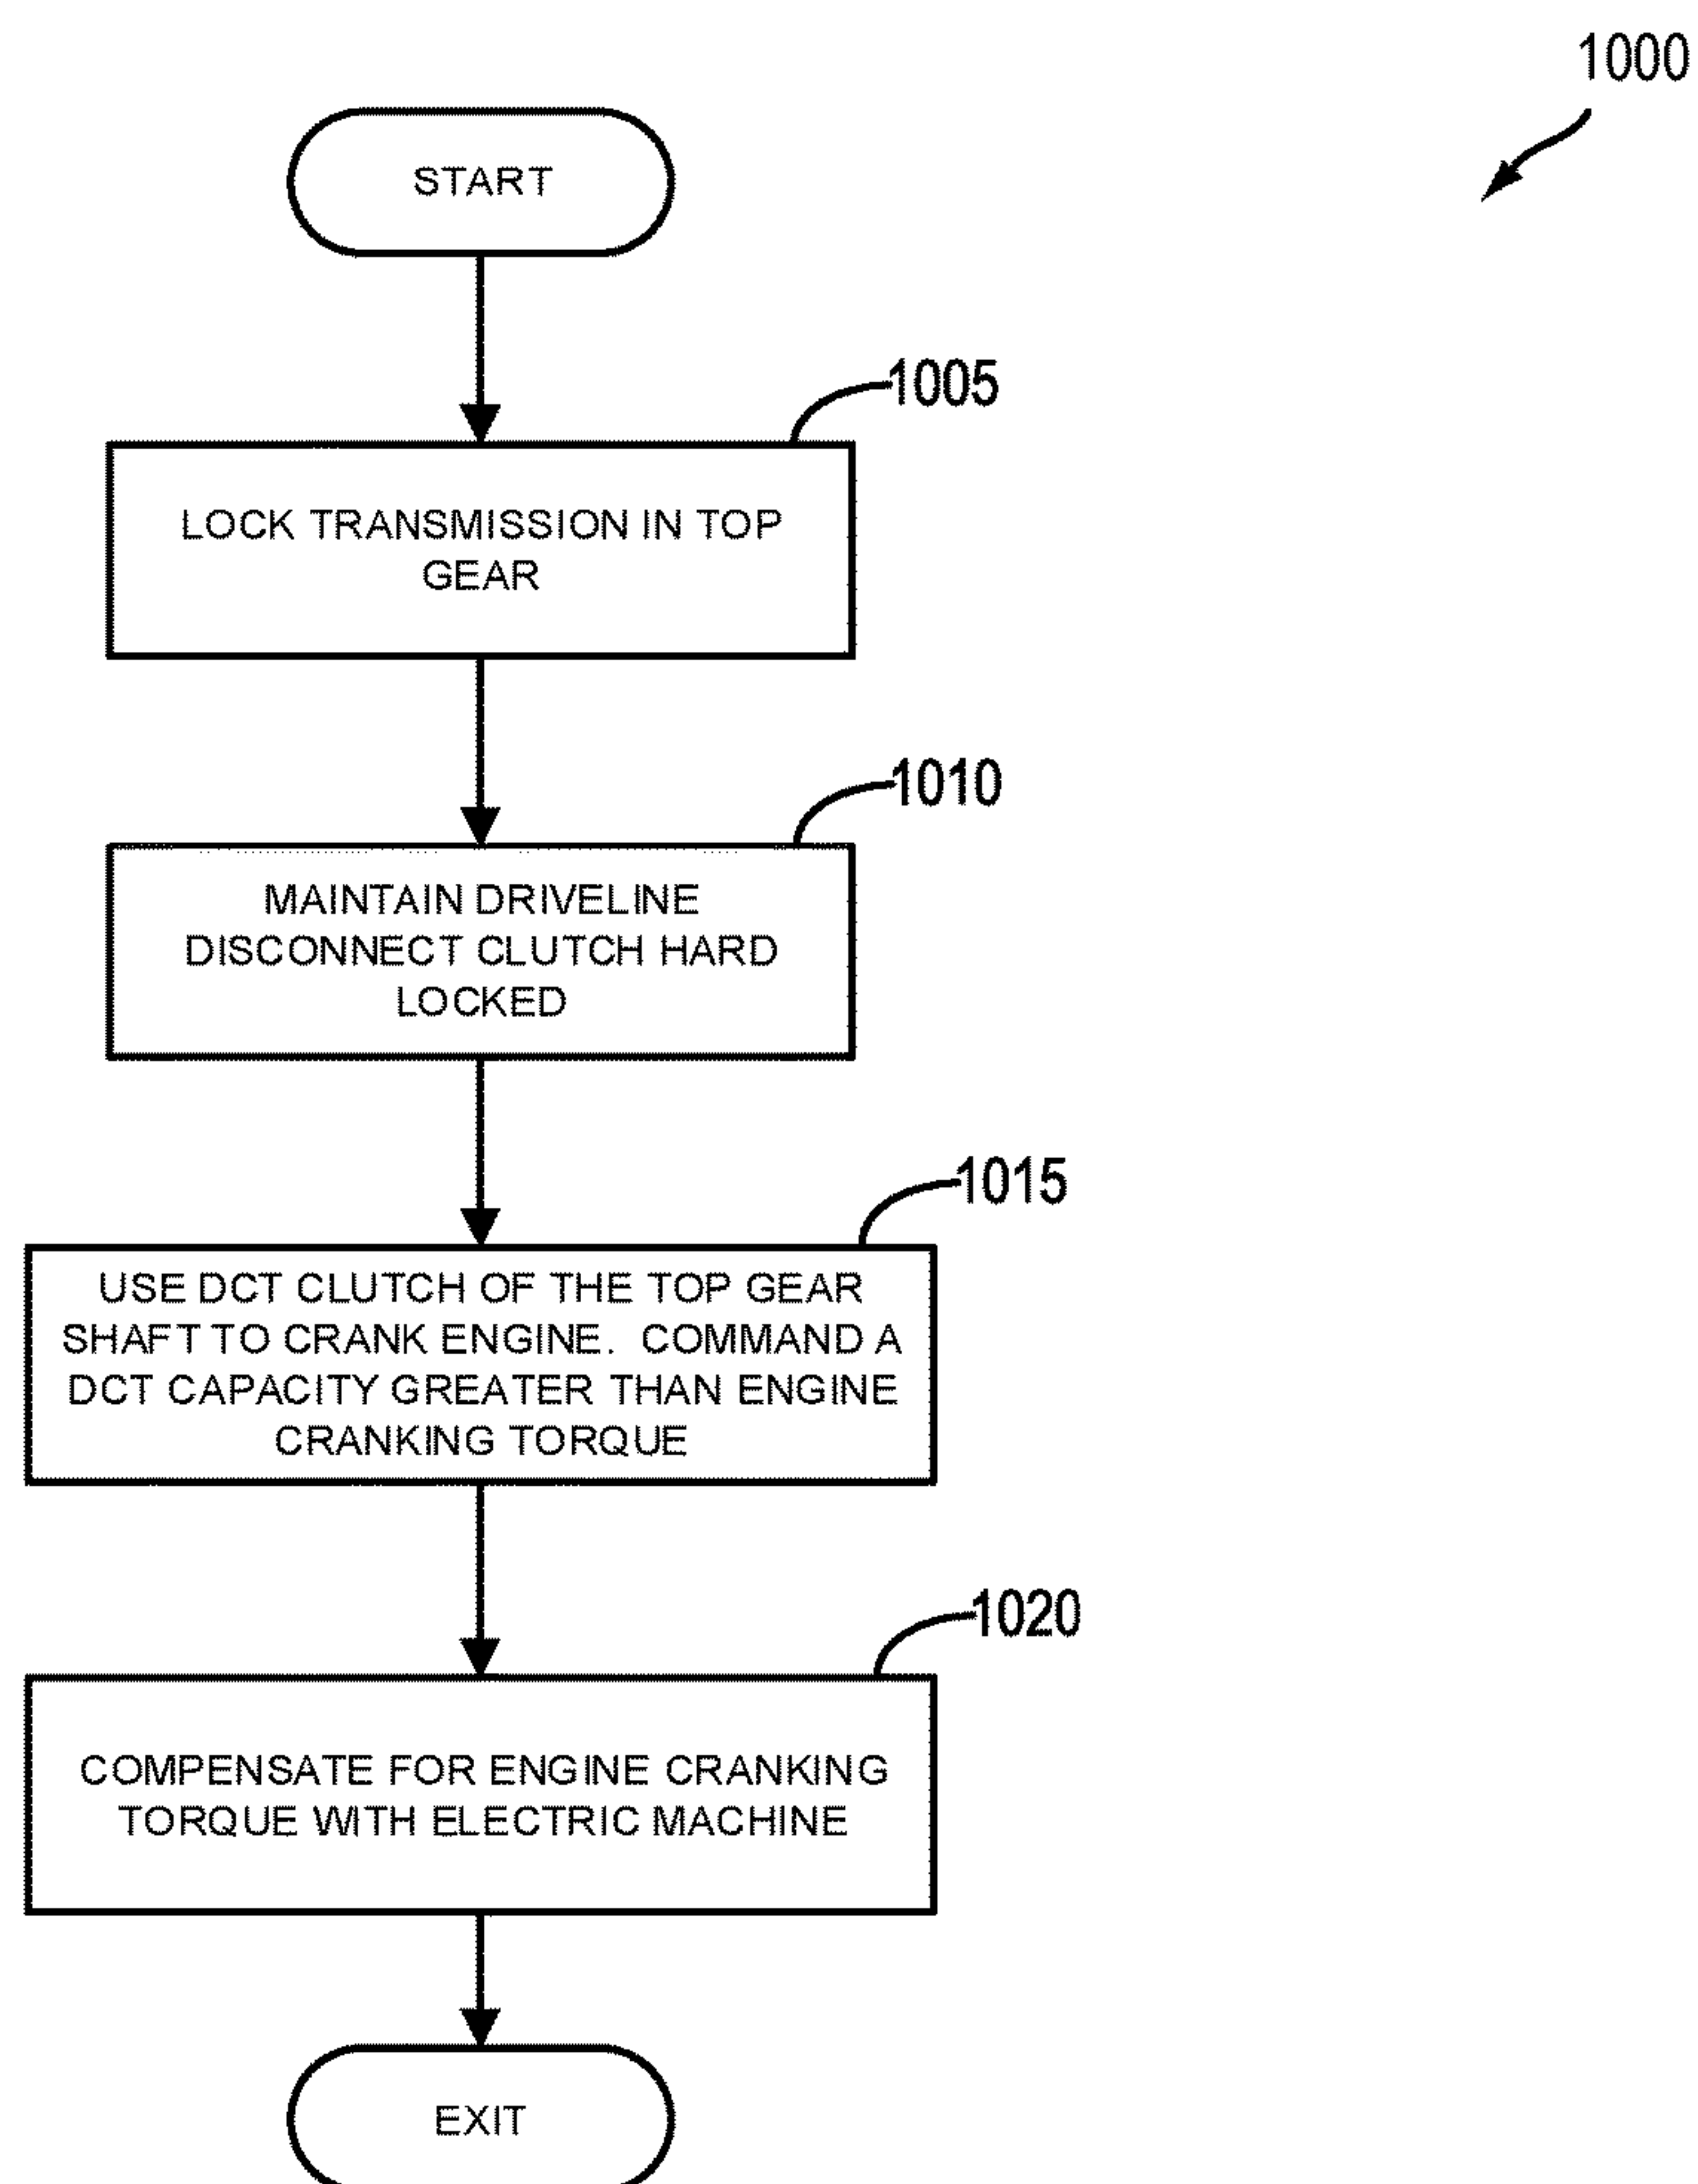 1000
START
1005
LOCK TRANSMISSION IN TOP
GEAR
1010
MAINTAIN DRIVELINE
DISCONNECT CLUTCH HARD
LOCKED
1015
USE DCT CLUTCH OF THE TOP GEAR
SHAFT TO CRANK ENGINE. COMMAND A
DCT CAPACITY GREATER THAN ENGINE
CRANKING TORQUE
1020
COMPENSATE FOR ENGINE CRANKING
TORQUE WITH ELECTRIC MACHINE
EXIT